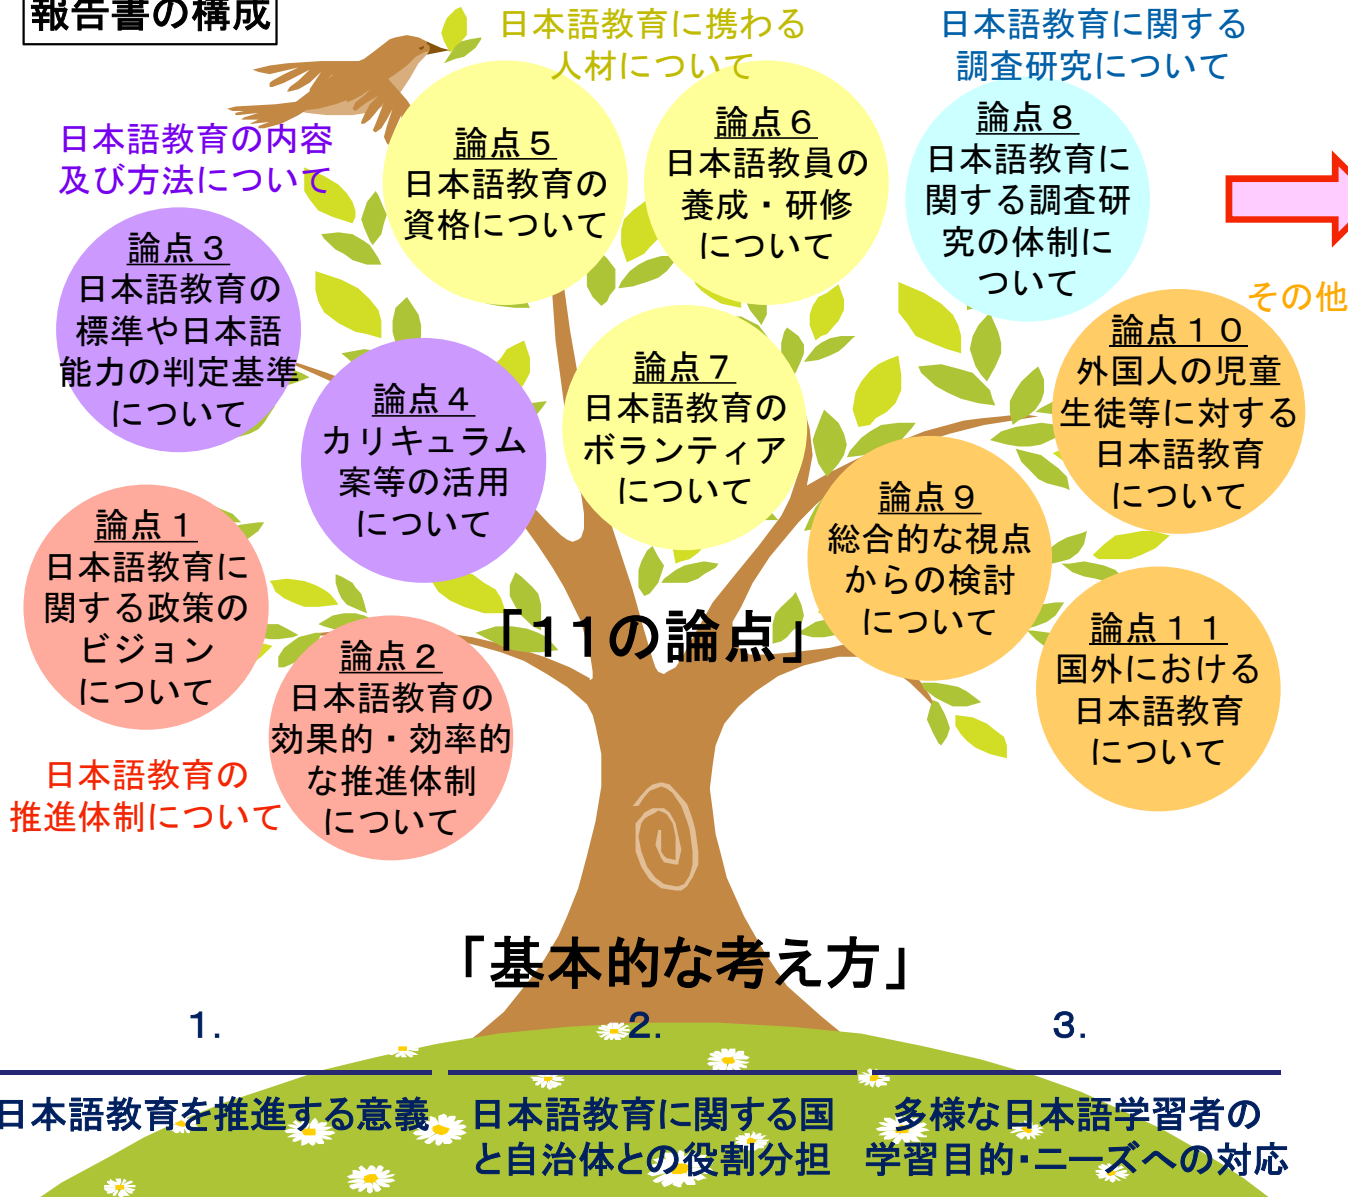 報告書の構成
日本語教育に携わる
人材について
日本語教育に関する
調査研究について
日本語教育の内容
及び方法について
論点５
日本語教育の
資格について
論点６
日本語教員の
養成・研修
について
論点８
日本語教育に
関する調査研
究の体制に
ついて
論点３
日本語教育の
標準や日本語
能力の判定基準
について
論点４
カリキュラム
案等の活用
について
論点７
日本語教育の
ボランティア
について
その他
論点１０
外国人の児童
生徒等に対する
日本語教育
について
論点９
総合的な視点
からの検討
について
論点１
日本語教育に
関する政策の
ビジョン
について
論点２
日本語教育の
効果的・効率的
な推進体制
について
論点１１
国外における
日本語教育
について
日本語教育の
推進体制について
「11の論点」
「基本的な考え方」
1.
日本語教育を推進する意義
2.
日本語教育に関する国
と自治体との役割分担
3.
多様な日本語学習者の
学習目的・ニーズへの対応